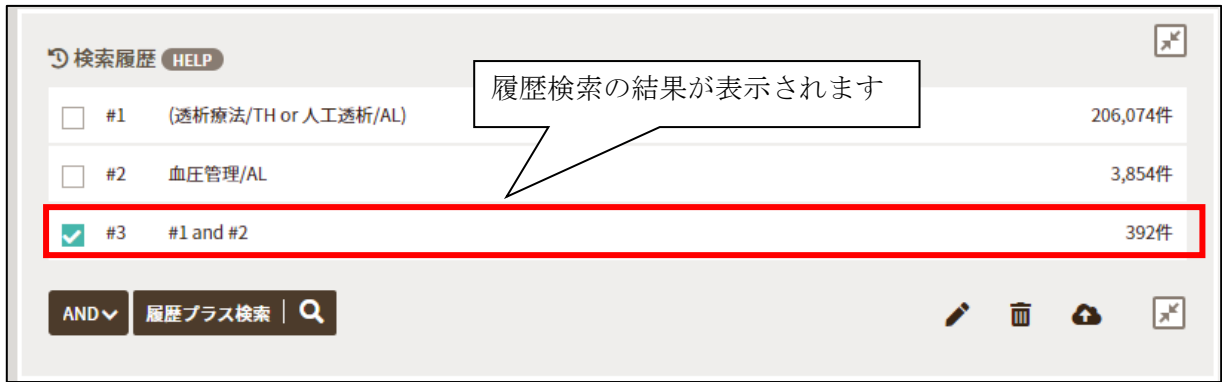 検索履歴 HELP
履歴検索の結果が表示されます
#1 (透析療法/TH or 人工透析/AL) 206,074件
#2 血圧管理/AL 3,854件
#3 #1 and #2 392件
AND 履歴プラス検索